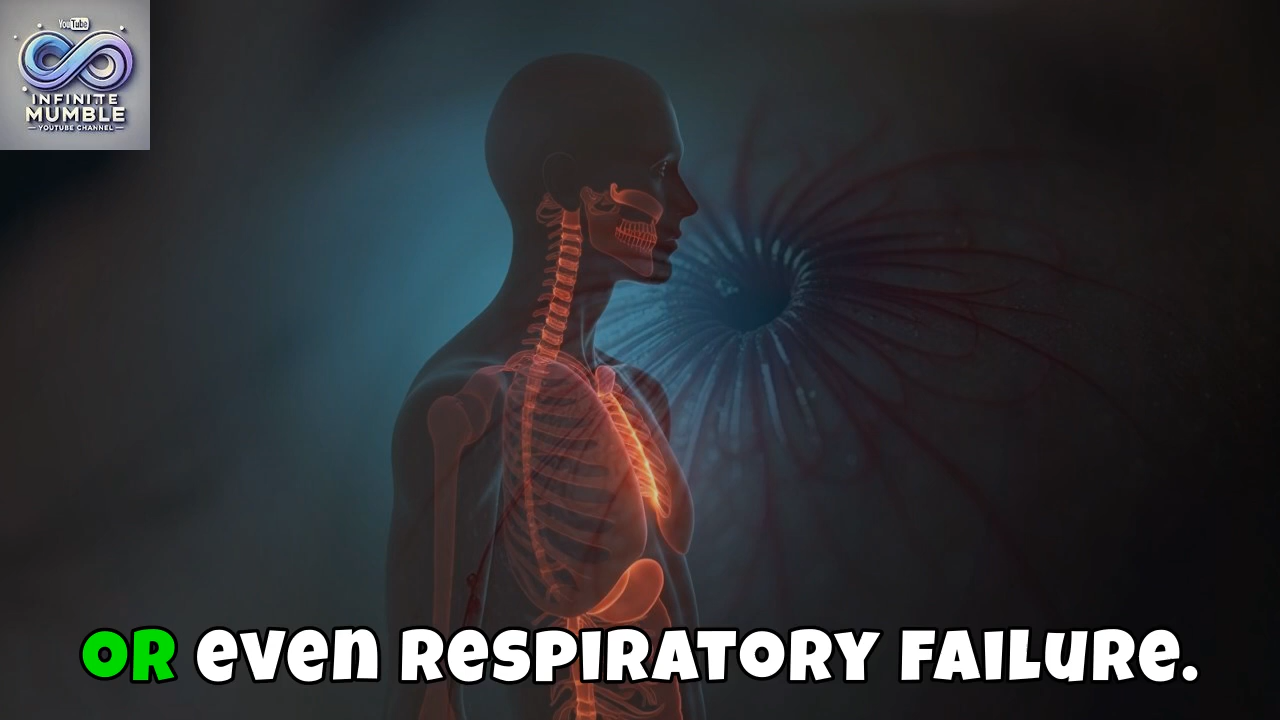 YouTube
INFINITE
MUMBLE
— YOUTUBE CHANNEL —
OR even RESPIRATORY FAILURE.